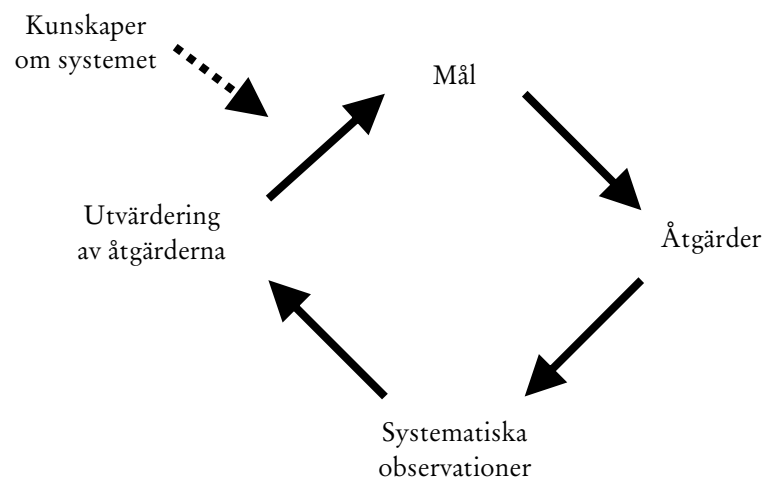 Kunskaper
om systemet
Mål
Utvärdering
av åtgärderna
Åtgärder
Systematiska
observationer